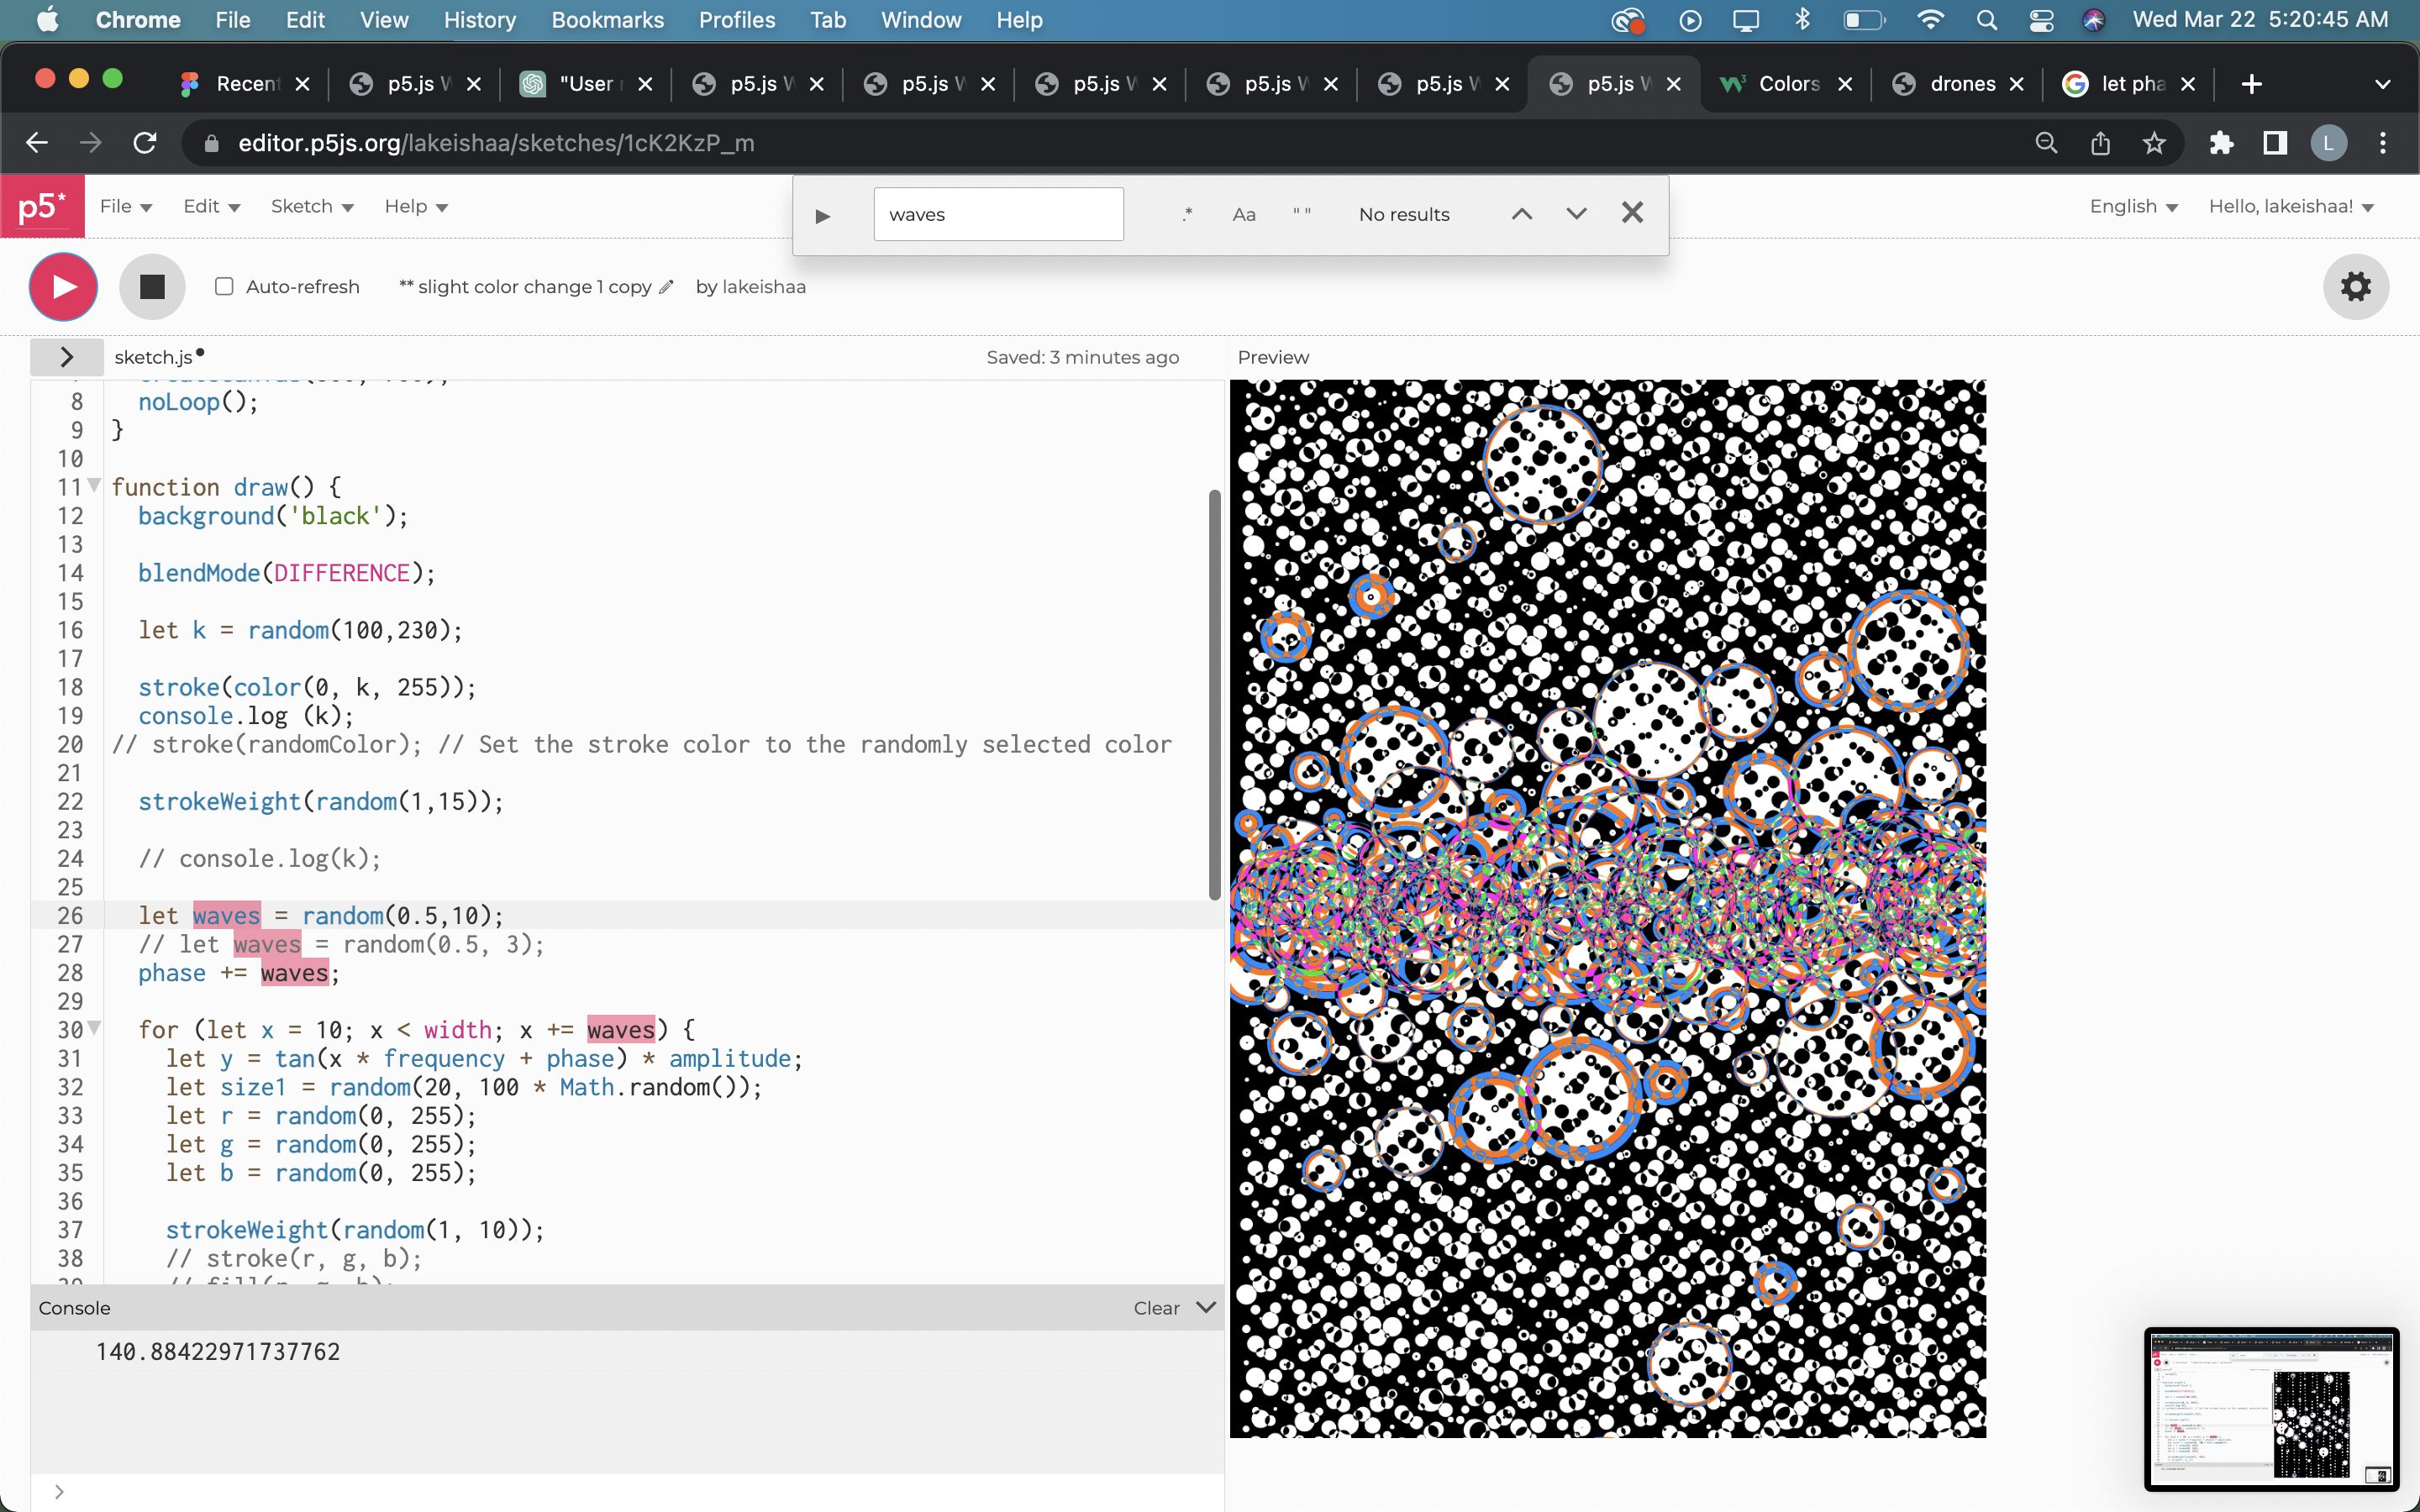 Chrome File Edit View History Bookmarks Profiles Tab Window Help Wed Mar 22 5:20:45 AM
Recent p5.js W "User p5.js W p5.js W p5.js W p5.js W p5.js W p5.js W Colors drones let pha
editor.p5js.org/lakeishaa/sketches/1cK2KzP_m L
p5* File Edit Sketch Help English Hello, lakeishaa!
waves .* Aa " " No results
Auto-refresh ** slight color change 1 copy by lakeishaa
sketch.js Saved: 3 minutes ago Preview
8 noLoop();
9 }
10
11 function draw() {
12 background('black');
13
14 blendMode(DIFFERENCE);
15
16 let k = random(100,230);
17
18 stroke(color(0, k, 255));
19 console.log (k);
20 // stroke(randomColor); // Set the stroke color to the randomly selected color
21
22 strokeWeight(random(1,15));
23
24 // console.log(k);
25
26 let waves = random(0.5,10);
27 // let waves = random(0.5, 3);
28 phase += waves;
29
30 for (let x = 10; x < width; x += waves) {
31 let y = tan(x * frequency + phase) * amplitude;
32 let size1 = random(20, 100 * Math.random());
33 let r = random(0, 255);
34 let g = random(0, 255);
35 let b = random(0, 255);
36
37 strokeWeight(random(1, 10));
38 // stroke(r, g, b);
Console Clear
140.88422971737762
>